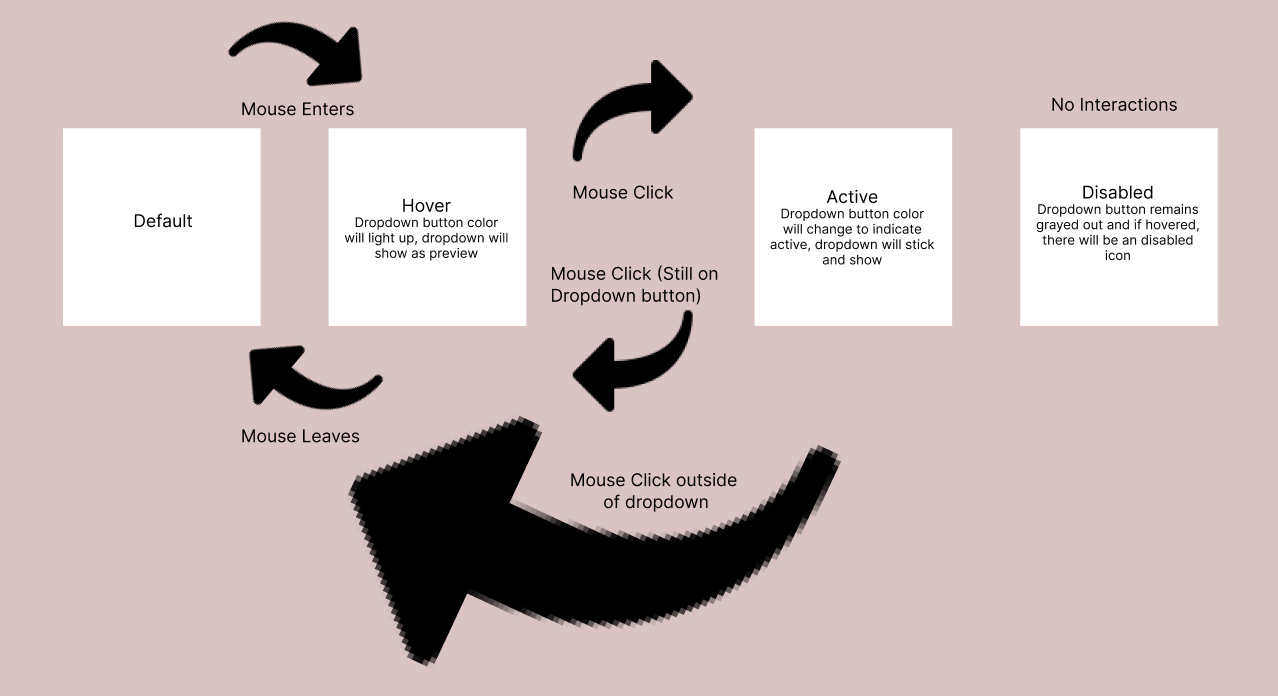 Mouse Enters
Default
Mouse Leaves
Hover
Dropdown button color
will light up, dropdown will
show as preview
Mouse Click
Mouse Click (Still on
Dropdown button)
Mouse Click outside
of dropdown
Active
Dropdown button color
will change to indicate
active, dropdown will stick
and show
No Interactions
Disabled
Dropdown button remains
grayed out and if hovered,
there will be an disabled
icon